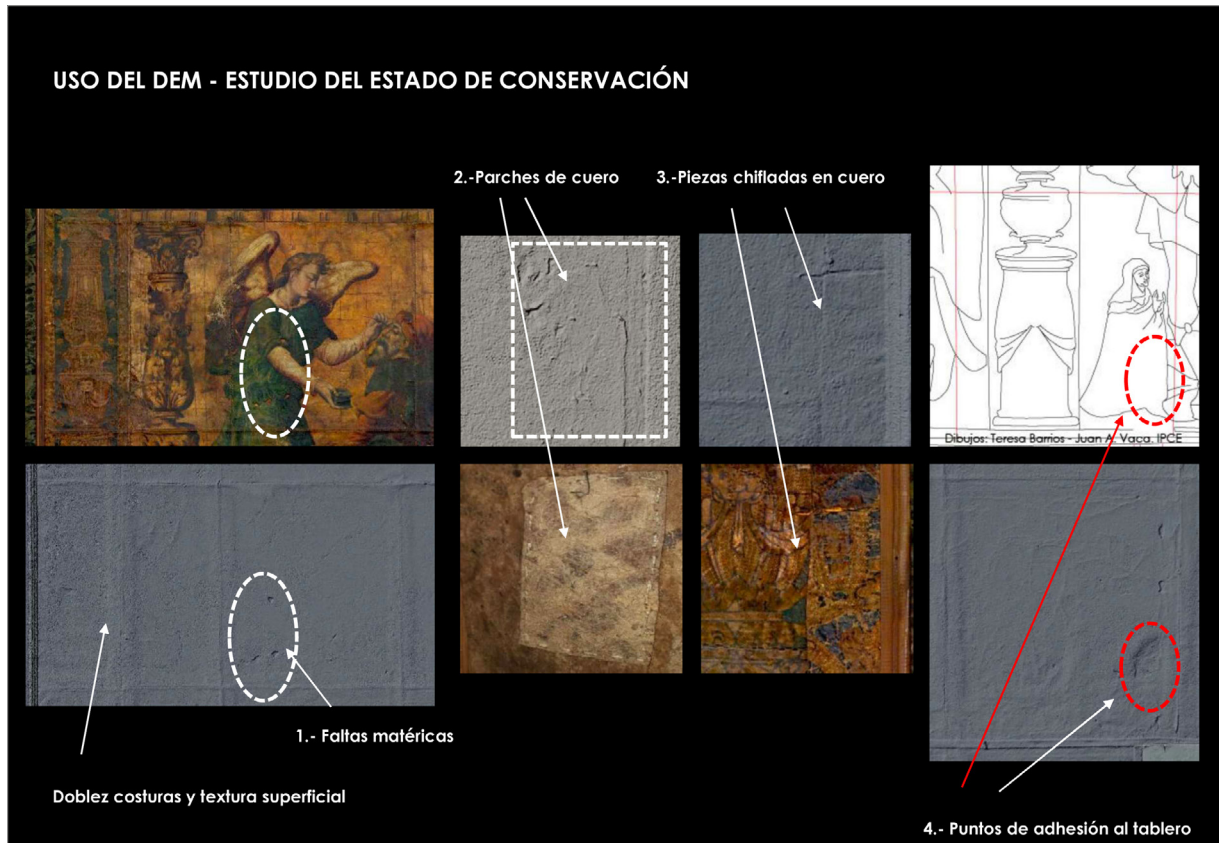 USO DEL DEM - ESTUDIO DEL ESTADO DE CONSERVACIÓN
2.-Parches de cuero
3.-Piezas chifladas en cuero
Dibujos: Teresa Barrios - Juan A. Vaca. IPCE
1.- Faltas matéricas
Doblez costuras y textura superficial
4.- Puntos de adhesión al tablero